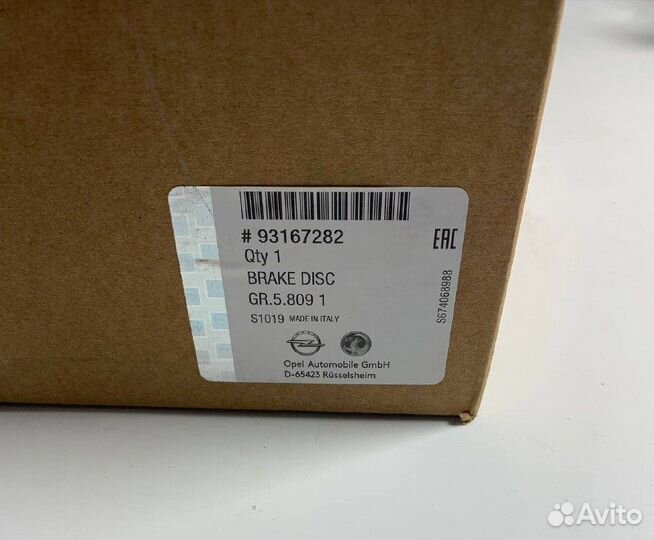 # 93167282
EAC
Qty 1
BRAKE DISC
GR.5.809 1
S1019 MADE IN ITALY
S674068988
Opel Automobile GmbH
D-65423 Rüsselsheim
Avito